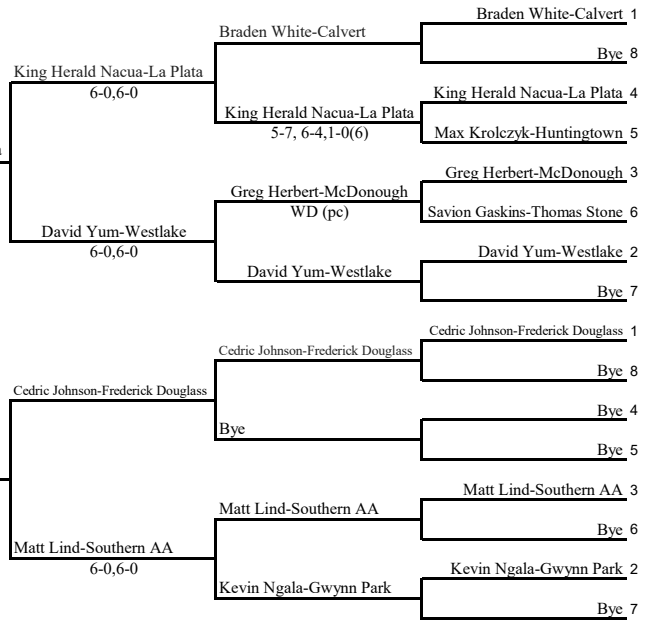 Braden White-Calvert 1
Braden White-Calvert
Bye 8
King Herald Nacua-La Plata
6-0,6-0
King Herald Nacua-La Plata 4
King Herald Nacua-La Plata
5-7, 6-4,1-0(6)
Max Krolczyk-Huntingtown 5
Greg Herbert-McDonough 3
Greg Herbert-McDonough
WD (pc)
Savion Gaskins-Thomas Stone 6
David Yum-Westlake
6-0,6-0
David Yum-Westlake 2
David Yum-Westlake
Bye 7
Cedric Johnson-Frederick Douglass 1
Cedric Johnson-Frederick Douglass
Bye 8
Cedric Johnson-Frederick Douglass
Bye 4
Bye
Bye 5
Matt Lind-Southern AA 3
Matt Lind-Southern AA
Bye 6
Matt Lind-Southern AA
6-0,6-0
Kevin Ngala-Gwynn Park 2
Kevin Ngala-Gwynn Park
Bye 7